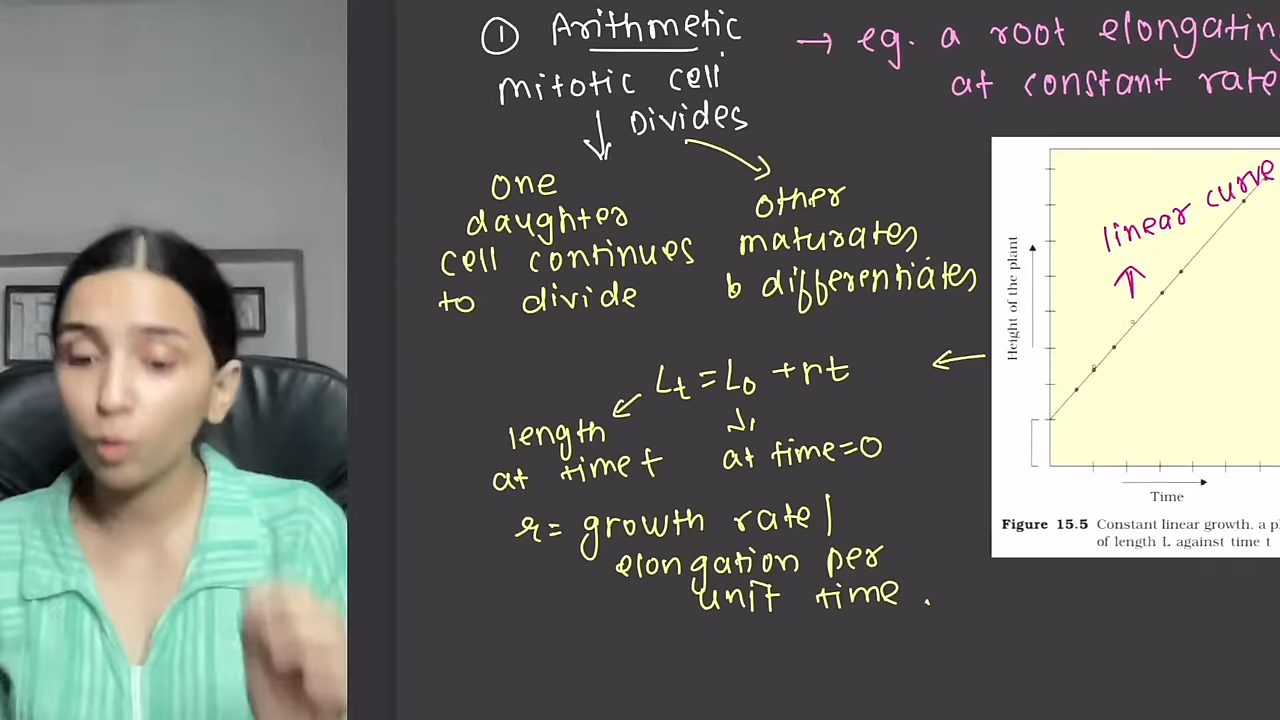 ① Arithmetic
→ eg. a root elongating
at constant rate
mitotic cell
Divides
one
daughter
cell continues
to divide
other
maturates
& differentiates
linear curve
Height of the plant
Time
Figure 15.5 Constant linear growth, a pl
of length L against time t
Lt = L0 + rt
length
at time t
at time=0
r = growth rate |
elongation per
unit time.